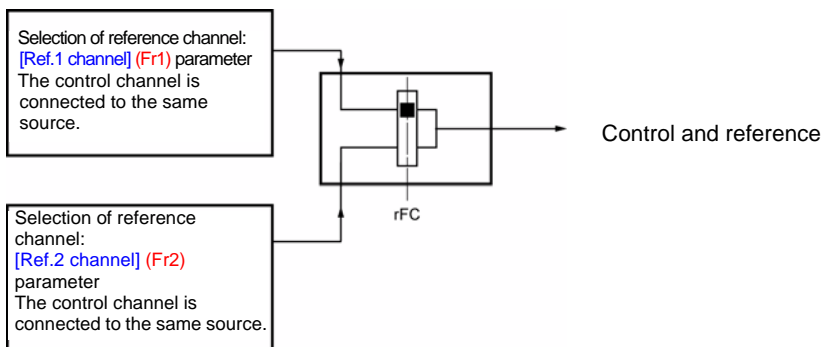 Selection of reference channel:
[Ref.1 channel] (Fr1) parameter
The control channel is
connected to the same
source.
Control and reference
rFC
Selection of reference
channel:
[Ref.2 channel] (Fr2)
parameter
The control channel is
connected to the same source.